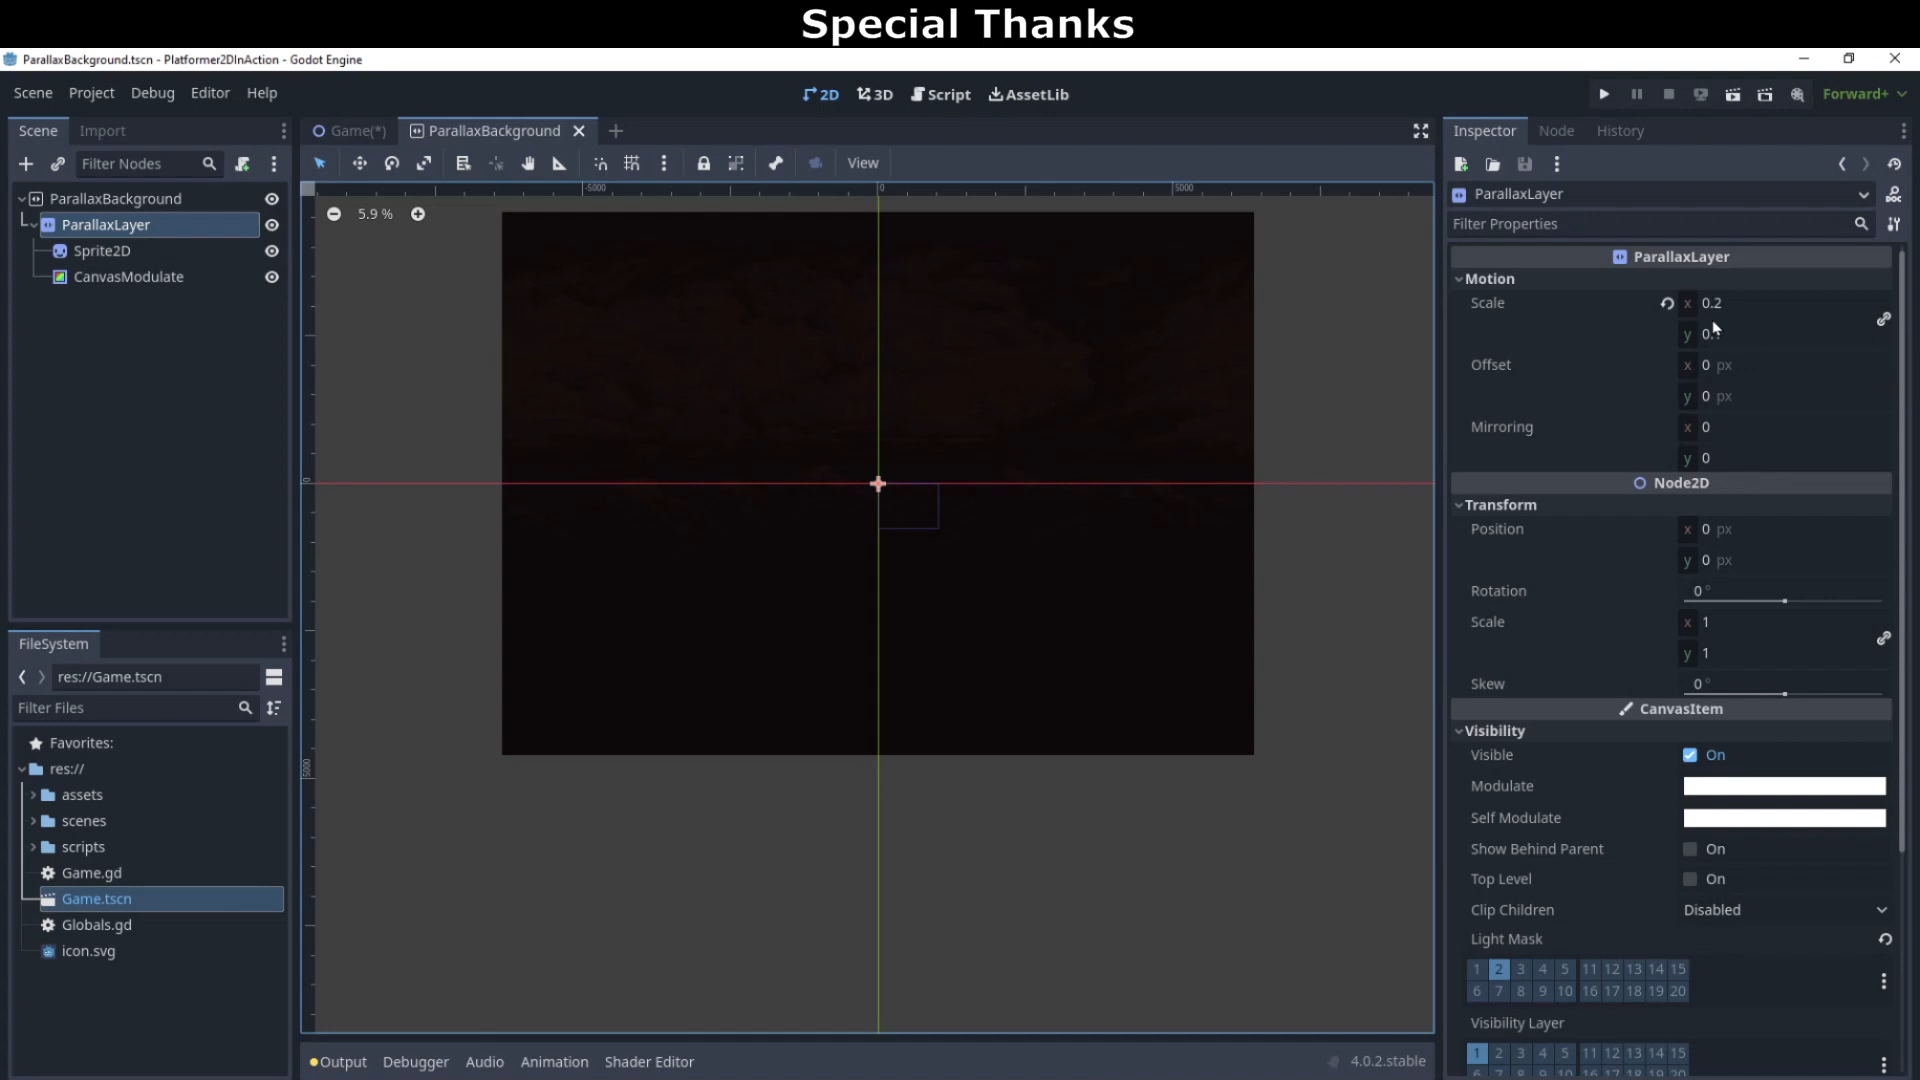 Special Thanks
ParallaxBackground.tscn - Platformer2DInAction - Godot Engine
Scene Project Debug Editor Help
2D 3D Script AssetLib
Forward+
Scene Import
Game(*) ParallaxBackground
Inspector Node History
Filter Nodes
View
ParallaxBackground
ParallaxLayer
Sprite2D
CanvasModulate
5.9 %
-5000 0 5000
0
5000
FileSystem
res://Game.tscn
Filter Files
Favorites:
res://
assets
scenes
scripts
Game.gd
Game.tscn
Globals.gd
icon.svg
ParallaxLayer
Filter Properties
ParallaxLayer
Motion
Scale x 0.2
y
Offset x 0 px
y 0 px
Mirroring x 0
y 0
Node2D
Transform
Position x 0 px
y 0 px
Rotation 0 °
Scale x 1
y 1
Skew 0 °
CanvasItem
Visibility
Visible On
Modulate
Self Modulate
Show Behind Parent On
Top Level On
Clip Children Disabled
Light Mask
1 2 3 4 5 11 12 13 14 15
6 7 8 9 10 16 17 18 19 20
Visibility Layer
1 2 3 4 5 11 12 13 14 15
Output Debugger Audio Animation Shader Editor
4.0.2.stable